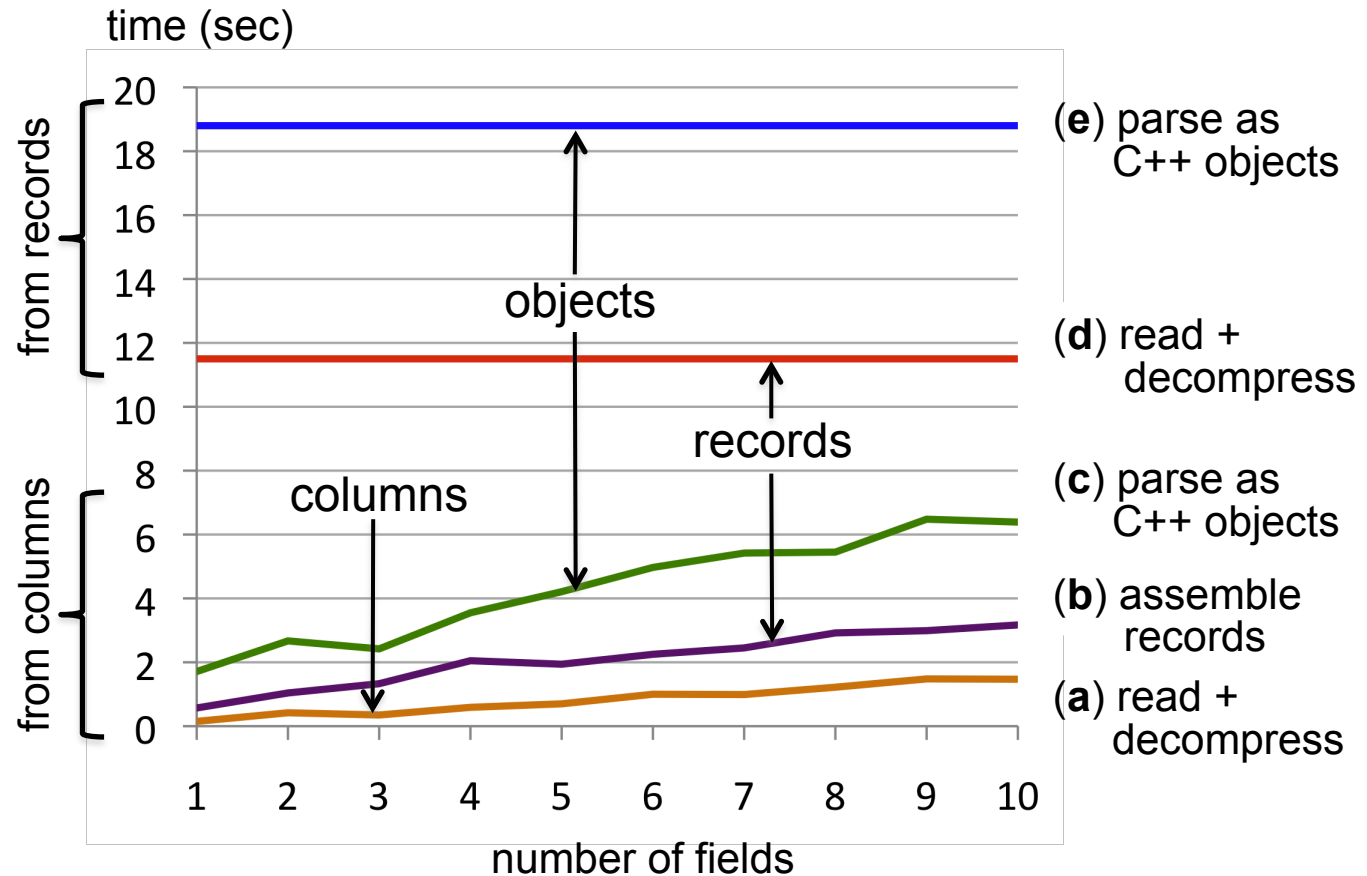 time (sec)
20
18
16
14
12
10
8
6
4
2
0
from records
from columns
objects
records
columns
(e) parse as
C++ objects
(d) read +
decompress
(c) parse as
C++ objects
(b) assemble
records
(a) read +
decompress
1 2 3 4 5 6 7 8 9 10
number of fields